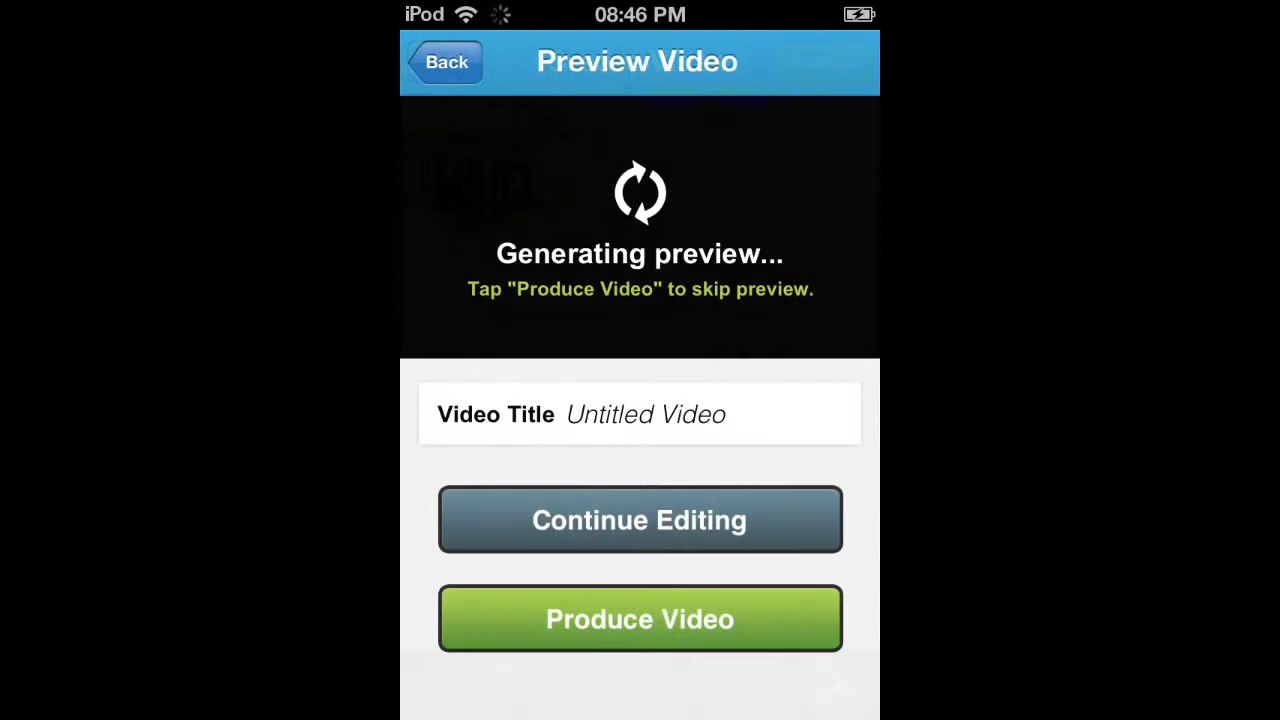 iPod 08:46 PM
Back Preview Video
Generating preview...
Tap "Produce Video" to skip preview.
Video Title Untitled Video
Continue Editing
Produce Video